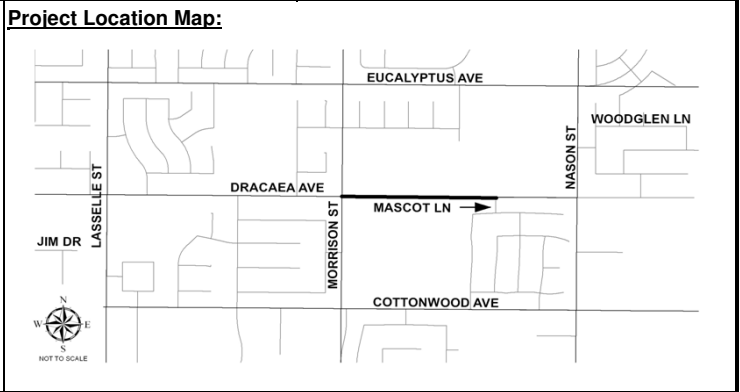 Project Location Map:
EUCALYPTUS AVE
WOODGLEN LN
NASON ST
LASSELLE ST
DRACAEA AVE
MASCOT LN
MORRISON ST
JIM DR
COTTONWOOD AVE
N
W E
S
NOT TO SCALE